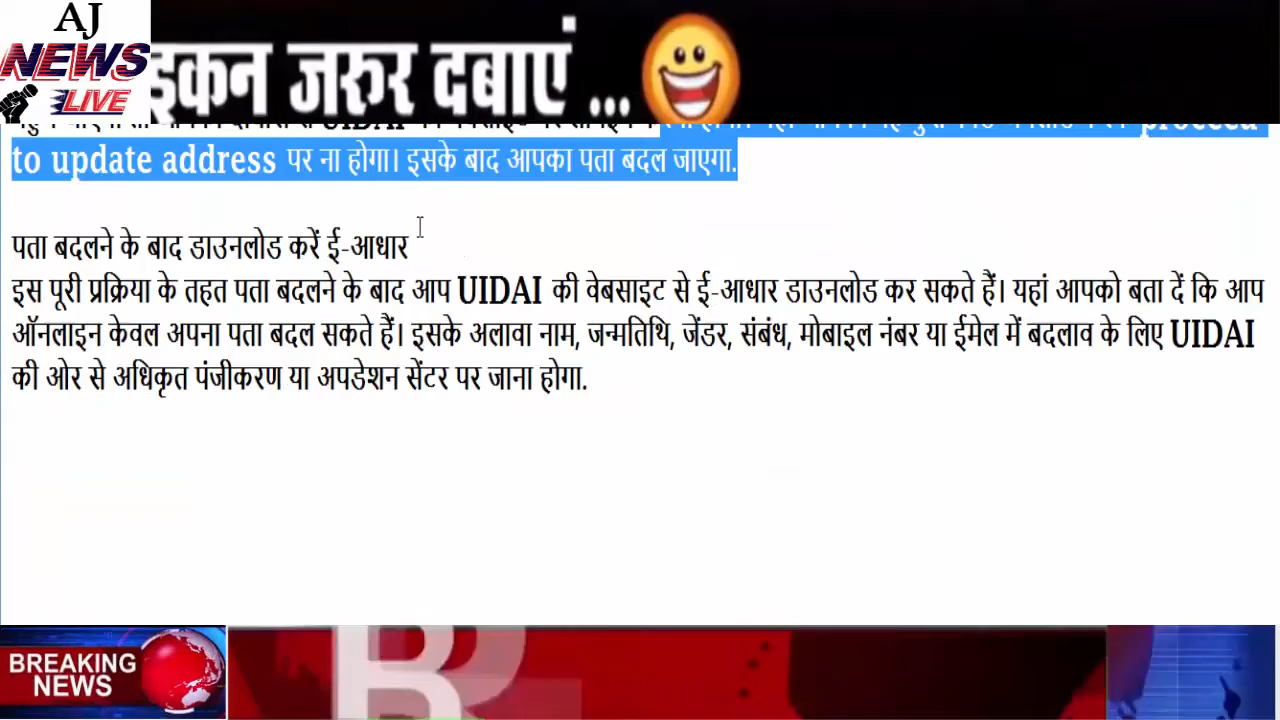 AJ
NEWS
LIVE
इकन जरुर दबाएं ...
UIDAI proceed
to update address पर ना होगा। इसके बाद आपका पता बदल जाएगा.
पता बदलने के बाद डाउनलोड करें ई-आधार
इस पूरी प्रक्रिया के तहत पता बदलने के बाद आप UIDAI की वेबसाइट से ई-आधार डाउनलोड कर सकते हैं। यहां आपको बता दें कि आप
ऑनलाइन केवल अपना पता बदल सकते हैं। इसके अलावा नाम, जन्मतिथि, जेंडर, संबंध, मोबाइल नंबर या ईमेल में बदलाव के लिए UIDAI
की ओर से अधिकृत पंजीकरण या अपडेशन सेंटर पर जाना होगा.
BREAKING
NEWS